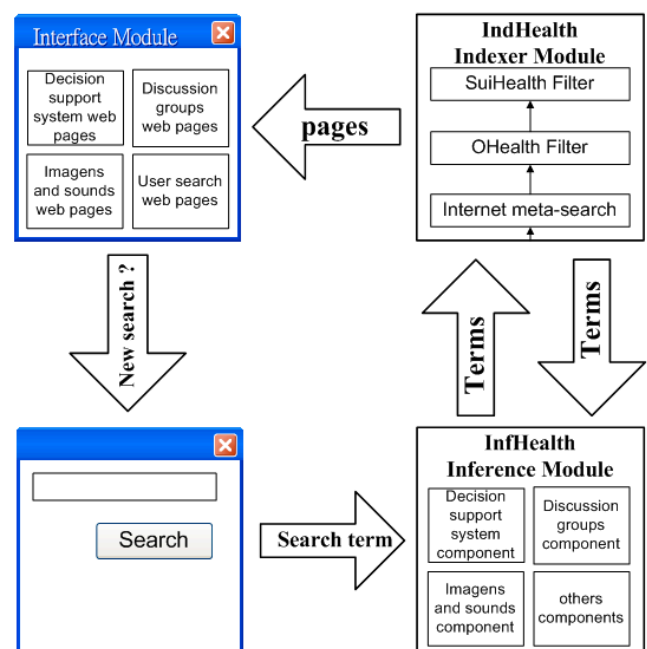 Interface Module
Decision
support
system web
pages
Discussion
groups
web pages
Imagens
and sounds
web pages
User search
web pages
pages
IndHealth
Indexer Module
SuiHealth Filter
OHealth Filter
Internet meta-search
New search ?
Terms
Terms
Search
Search term
InfHealth
Inference Module
Decision
support
system
component
Discussion
groups
component
Imagens
and sounds
component
others
components